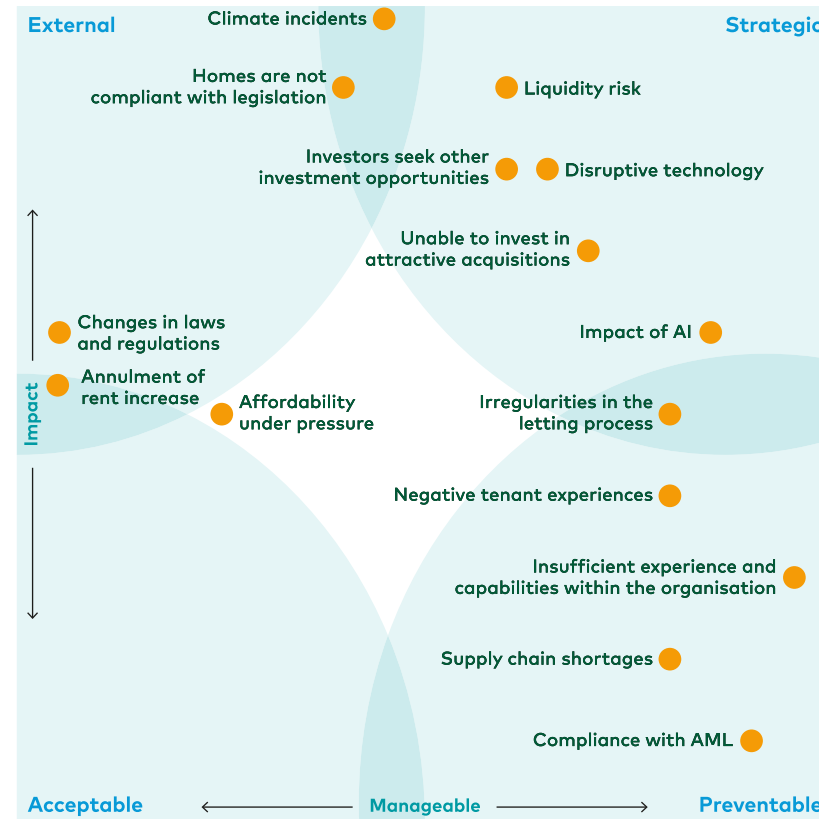 External
Strategic
Climate incidents
Homes are not
compliant with legislation
Liquidity risk
Investors seek other
investment opportunities
Disruptive technology
Unable to invest in
attractive acquisitions
Changes in laws
and regulations
Impact of AI
Annulment of
rent increase
Impact
Affordability
under pressure
Irregularities in the
letting process
Negative tenant experiences
Insufficient experience and
capabilities within the organisation
Supply chain shortages
Compliance with AML
Acceptable
Manageable
Preventable